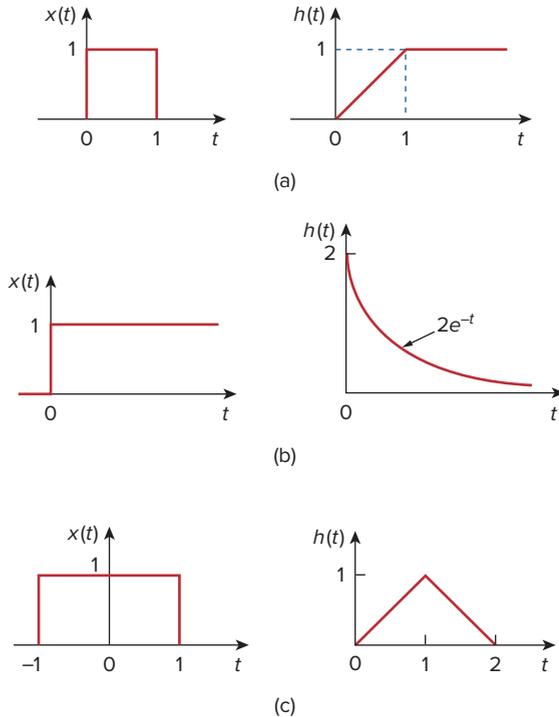 x(t)
1
0 1 t
h(t)
1
0 1 t
(a)
x(t)
1
0 t
h(t)
2
2e⁻ᵗ
0 t
(b)
x(t)
1
–1 0 1 t
h(t)
1
0 1 2 t
(c)